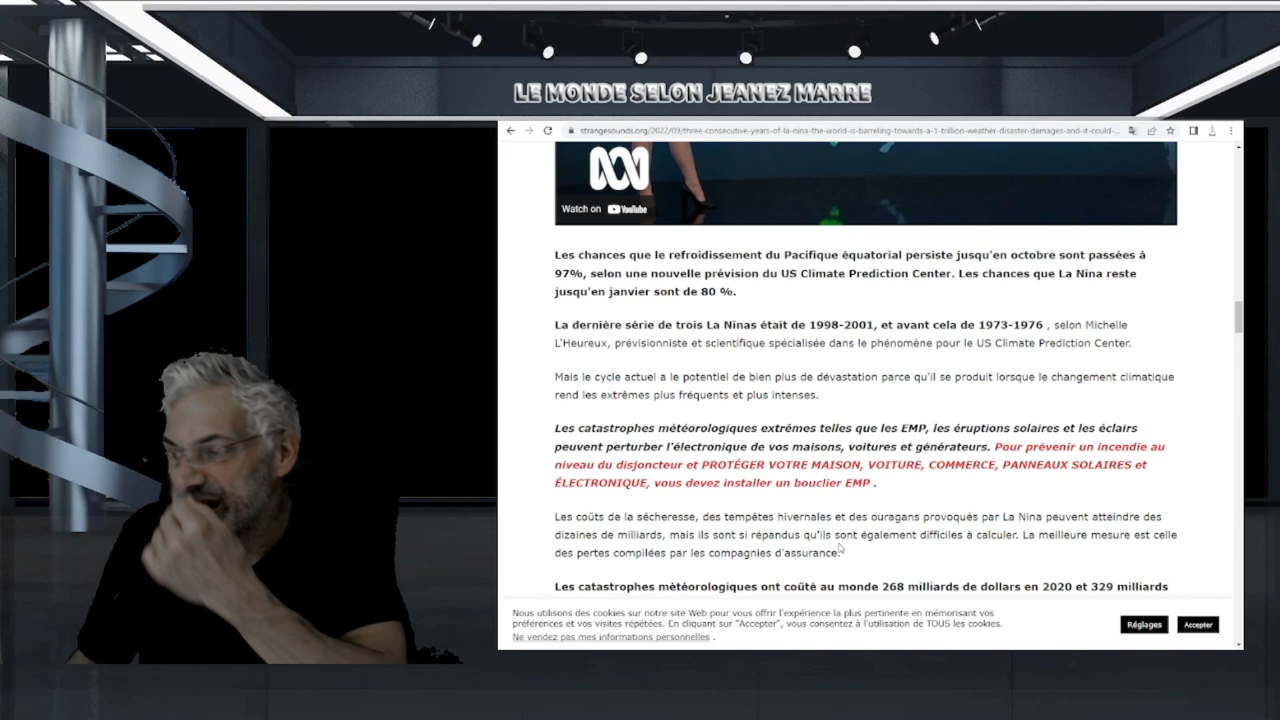 LE MONDE SELON JEANEZ MARRE
strangesounds.org/2022/09/three-consecutive-years-of-la-nina-the-world-is-barreling-towards-a-1-trillion-weather-disaster-damages-and-it-could-...
Watch on YouTube
Les chances que le refroidissement du Pacifique équatorial persiste jusqu'en octobre sont passées à
97%, selon une nouvelle prévision du US Climate Prediction Center. Les chances que La Nina reste
jusqu'en janvier sont de 80 %.
La dernière série de trois La Ninas était de 1998-2001, et avant cela de 1973-1976 , selon Michelle
L'Heureux, prévisionniste et scientifique spécialisée dans le phénomène pour le US Climate Prediction Center.
Mais le cycle actuel a le potentiel de bien plus de dévastation parce qu'il se produit lorsque le changement climatique
rend les extrêmes plus fréquents et plus intenses.
Les catastrophes météorologiques extrêmes telles que les EMP, les éruptions solaires et les éclairs
peuvent perturber l'électronique de vos maisons, voitures et générateurs. Pour prévenir un incendie au
niveau du disjoncteur et PROTÉGER VOTRE MAISON, VOITURE, COMMERCE, PANNEAUX SOLAIRES et
ÉLECTRONIQUE, vous devez installer un bouclier EMP .
Les coûts de la sécheresse, des tempêtes hivernales et des ouragans provoqués par La Nina peuvent atteindre des
dizaines de milliards, mais ils sont si répandus qu'ils sont également difficiles à calculer. La meilleure mesure est celle
des pertes compilées par les compagnies d'assurance.
Les catastrophes météorologiques ont coûté au monde 268 milliards de dollars en 2020 et 329 milliards
Nous utilisons des cookies sur notre site Web pour vous offrir l'expérience la plus pertinente en mémorisant vos
préférences et vos visites répétées. En cliquant sur "Accepter", vous consentez à l'utilisation de TOUS les cookies.
Ne vendez pas mes informations personnelles .
Réglages
Accepter